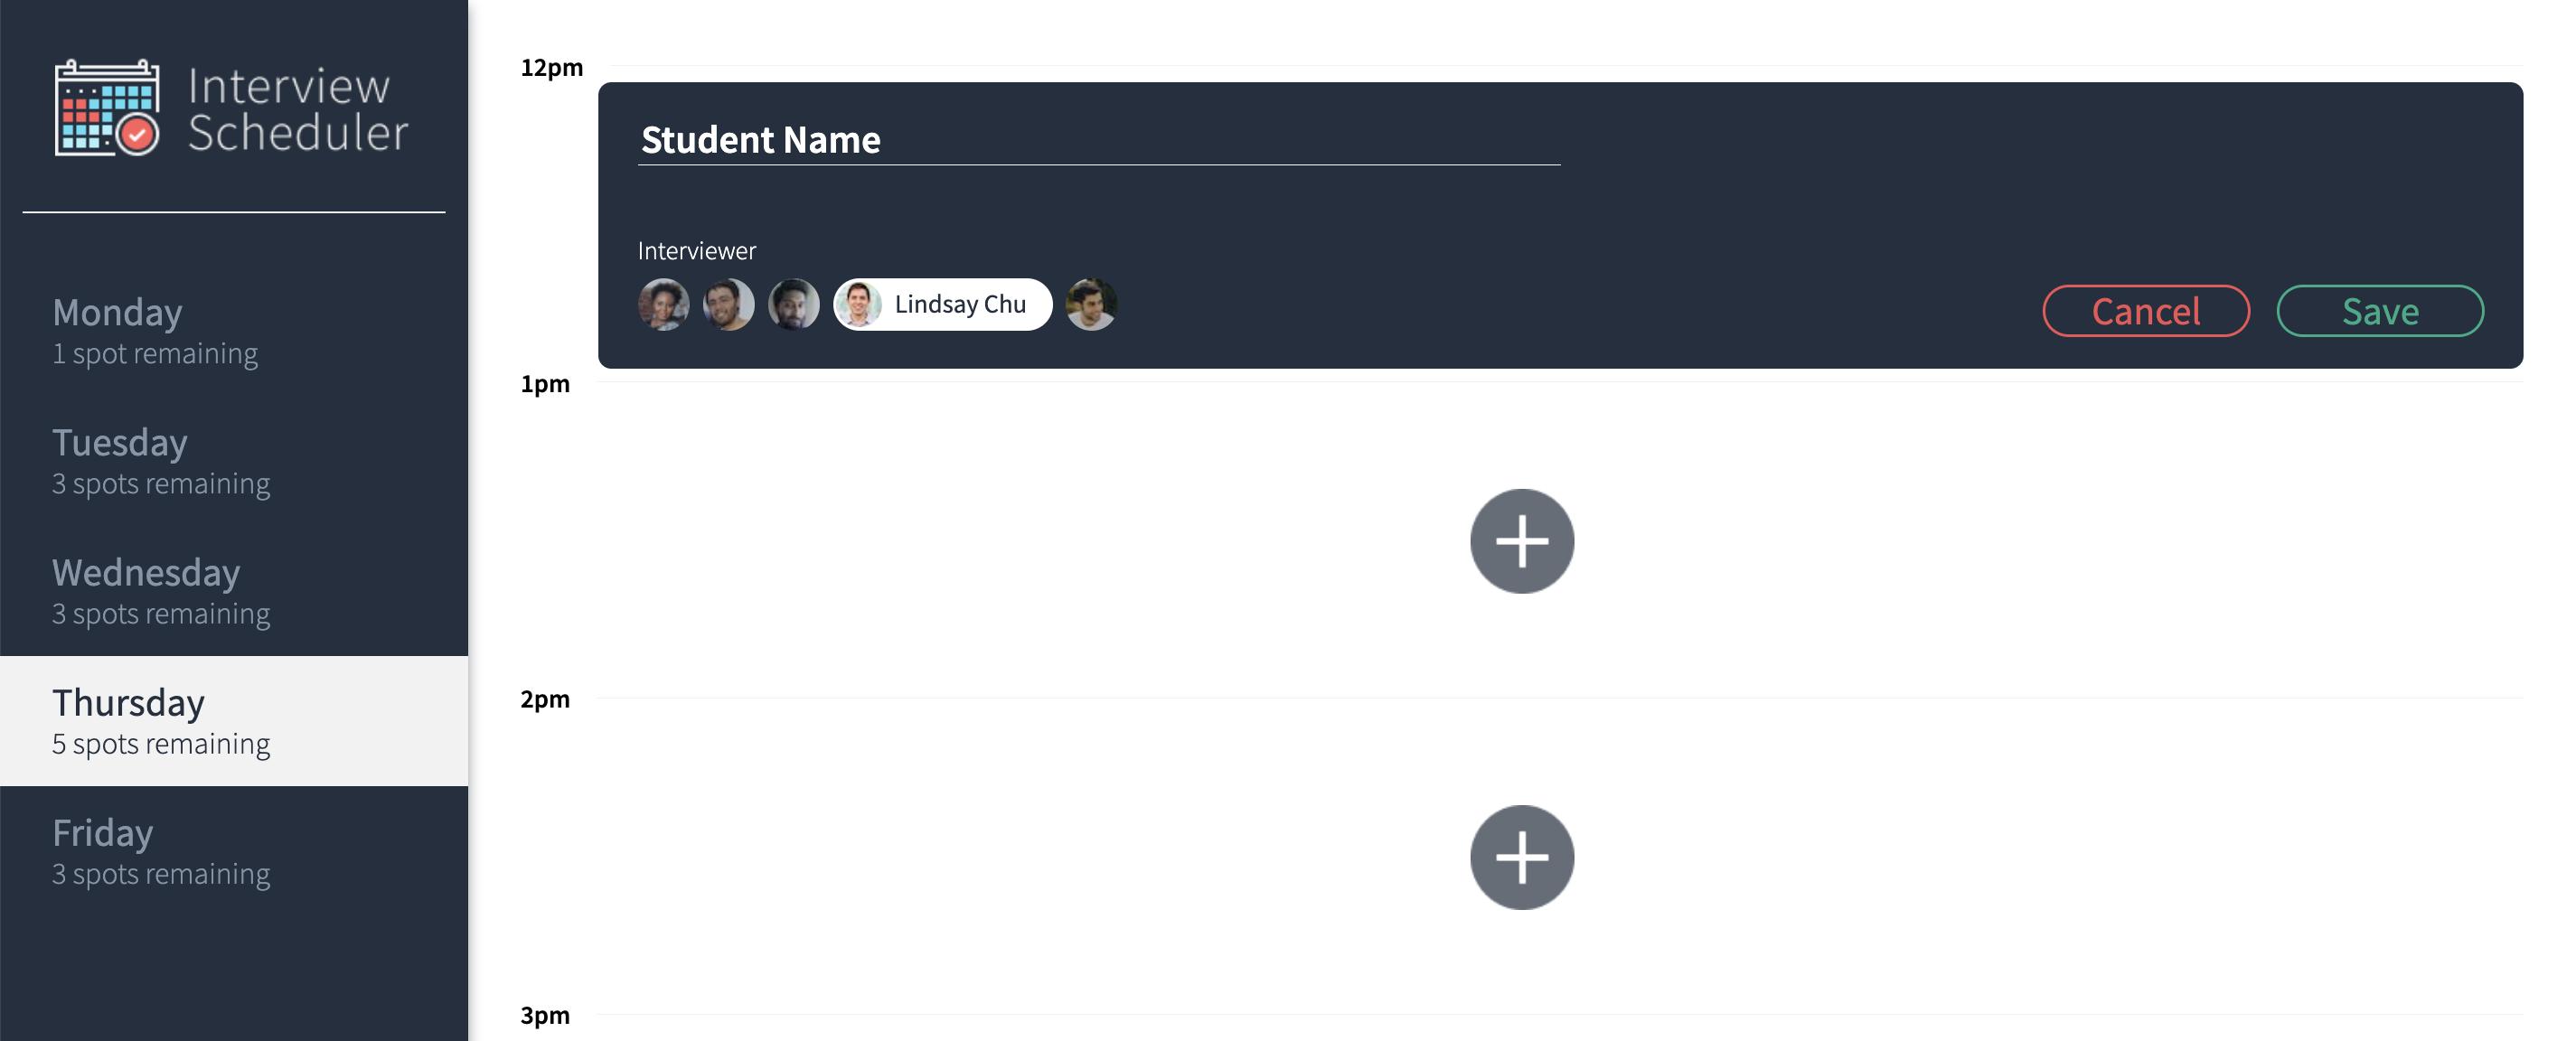 Interview
Scheduler
Monday
1 spot remaining
Tuesday
3 spots remaining
Wednesday
3 spots remaining
Thursday
5 spots remaining
Friday
3 spots remaining
12pm
Student Name
Interviewer
Lindsay Chu
Cancel
Save
1pm
2pm
3pm